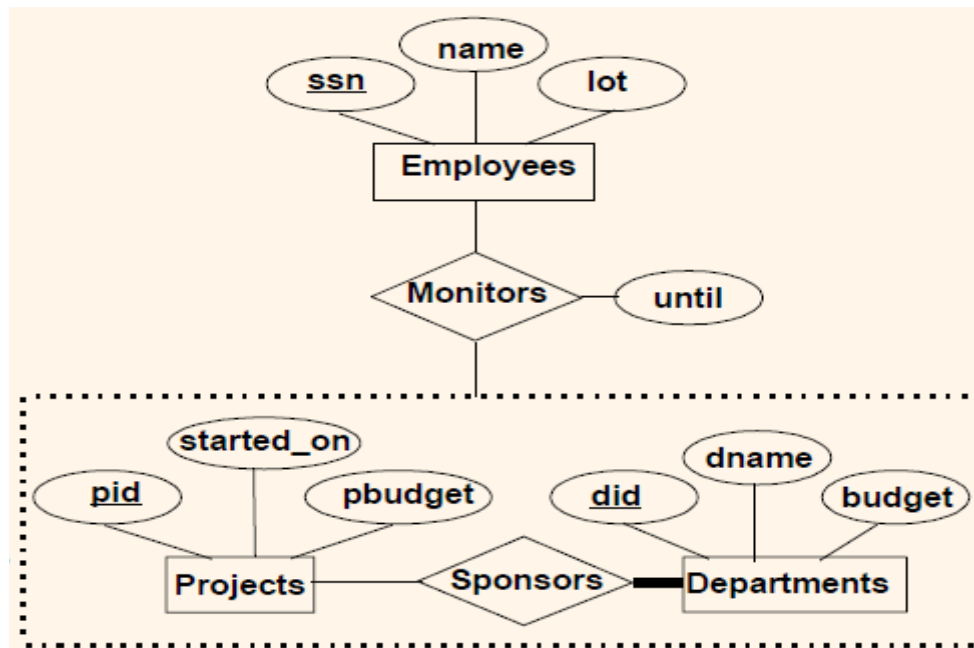 name
ssn
lot
Employees
Monitors
until
started_on
dname
pid
pbudget
did
budget
Projects
Sponsors
Departments